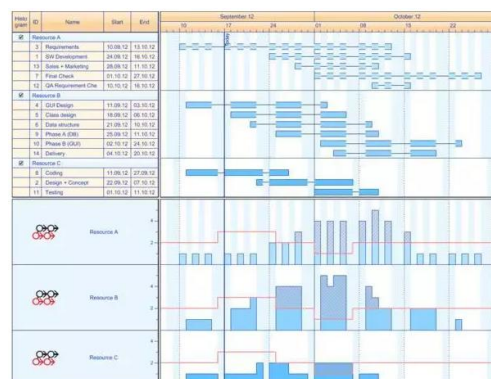 Histo gram ID Name Start End
September 12 October 12
10 17 24 01 08 15 22
Today
Resource A
3 Requirements 10.09.12 13.10.12
1 SW Development 24.09.12 16.10.12
13 Sales + Marketing 28.09.12 11.10.12
7 Final Check 01.10.12 27.10.12
12 QA Requirement Che 10.10.12 16.10.12
Resource B
4 GUI Design 11.09.12 03.10.12
5 Class design 18.09.12 06.10.12
6 Data structure 21.09.12 10.10.12
9 Phase A (DB) 25.09.12 11.10.12
10 Phase B (GUI) 02.10.12 24.10.12
14 Delivery 04.10.12 20.10.12
Resource C
8 Coding 11.09.12 27.09.12
2 Design + Concept 22.09.12 07.10.12
11 Testing 01.10.12 11.10.12
4
Resource A
2
4
Resource B
2
4
Resource C
2